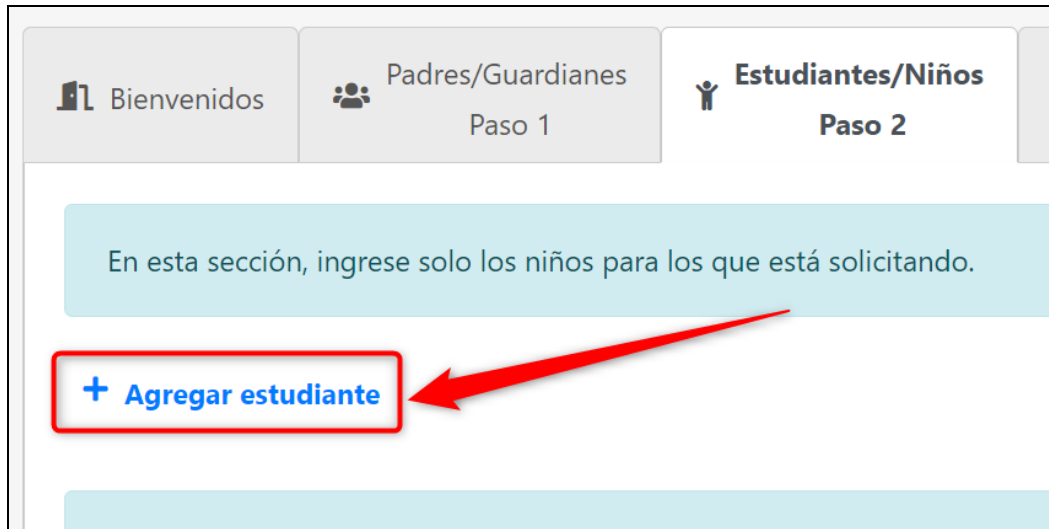 Bienvenidos
Padres/Guardianes
Paso 1
Estudiantes/Niños
Paso 2
En esta sección, ingrese solo los niños para los que está solicitando.
+ Agregar estudiante